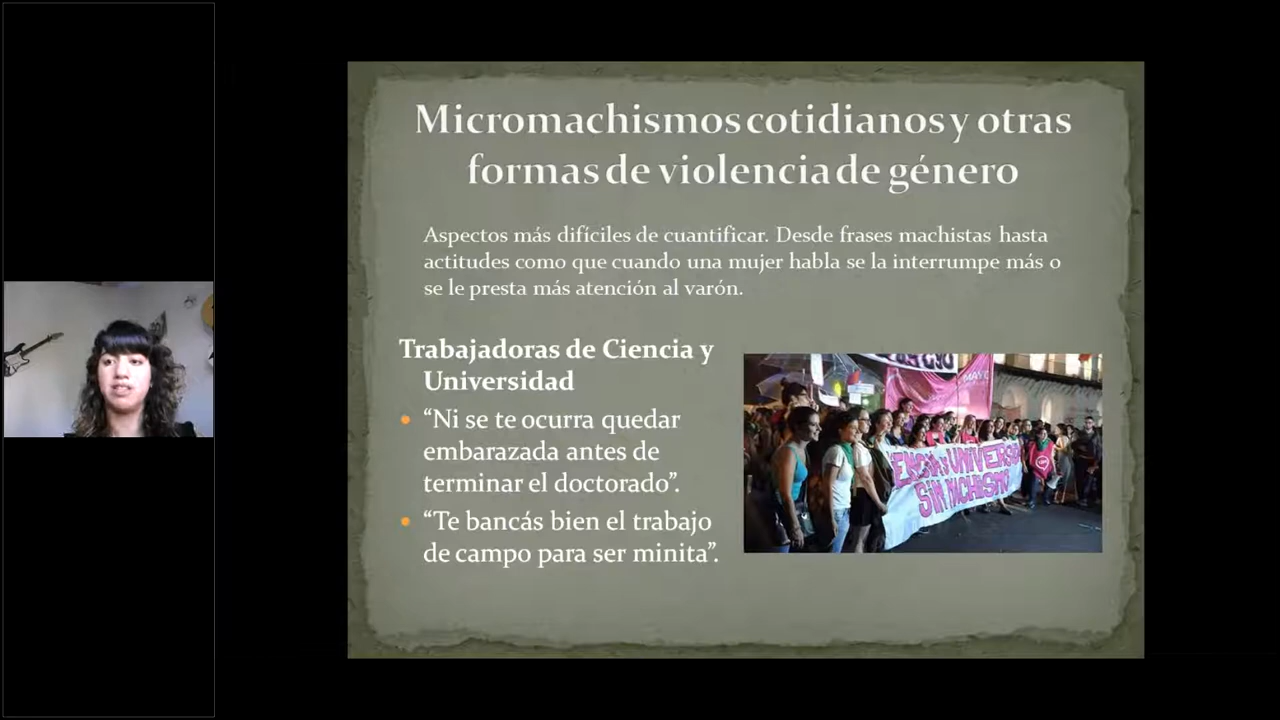 Micromachismos cotidianos y otras
formas de violencia de género
Aspectos más difíciles de cuantificar. Desde frases machistas hasta
actitudes como que cuando una mujer habla se la interrumpe más o
se le presta más atención al varón.
Trabajadoras de Ciencia y
Universidad
• “Ni se te ocurra quedar
embarazada antes de
terminar el doctorado”.
• “Te bancás bien el trabajo
de campo para ser minita”.
SIN MACHISMO